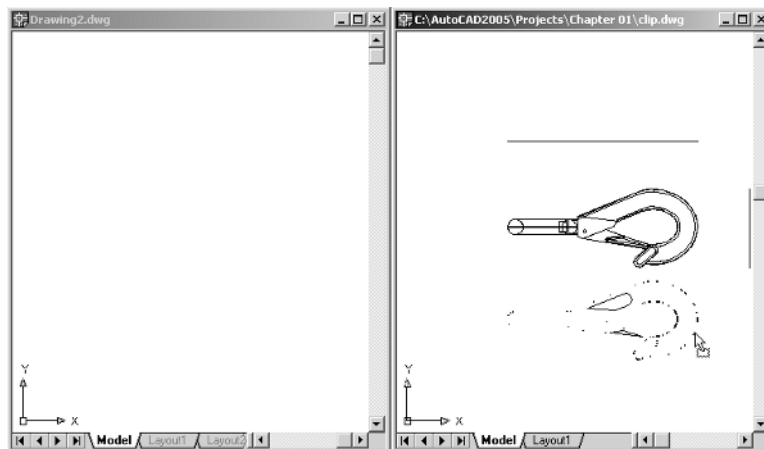 Drawing2.dwg
C:\AutoCAD2005\Projects\Chapter 01\clip.dwg
Y
X
Model Layout1 Layout2
Y
X
Model Layout1